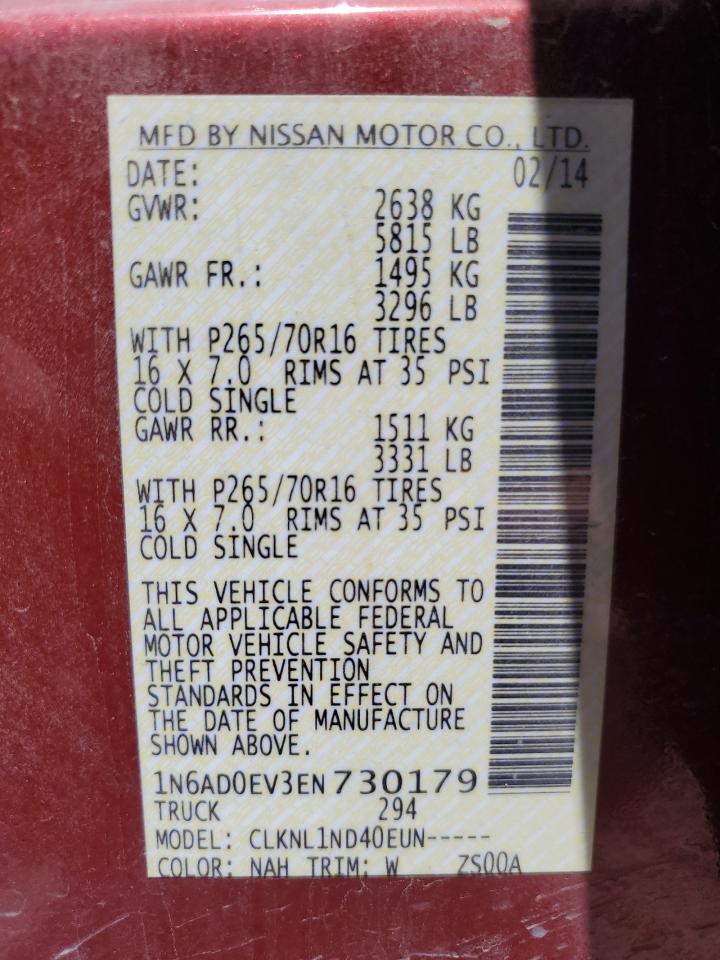 MFD BY NISSAN MOTOR CO., LTD.
DATE: 02/14
GVWR: 2638 KG
5815 LB
GAWR FR.: 1495 KG
3296 LB
WITH P265/70R16 TIRES
16 X 7.0 RIMS AT 35 PSI
COLD SINGLE
GAWR RR.: 1511 KG
3331 LB
WITH P265/70R16 TIRES
16 X 7.0 RIMS AT 35 PSI
COLD SINGLE
THIS VEHICLE CONFORMS TO
ALL APPLICABLE FEDERAL
MOTOR VEHICLE SAFETY AND
THEFT PREVENTION
STANDARDS IN EFFECT ON
THE DATE OF MANUFACTURE
SHOWN ABOVE.
1N6AD0EV3EN730179
TRUCK 294
MODEL: CLKNL1ND40EUN-----
COLOR: NAH TRIM: W ZS00A